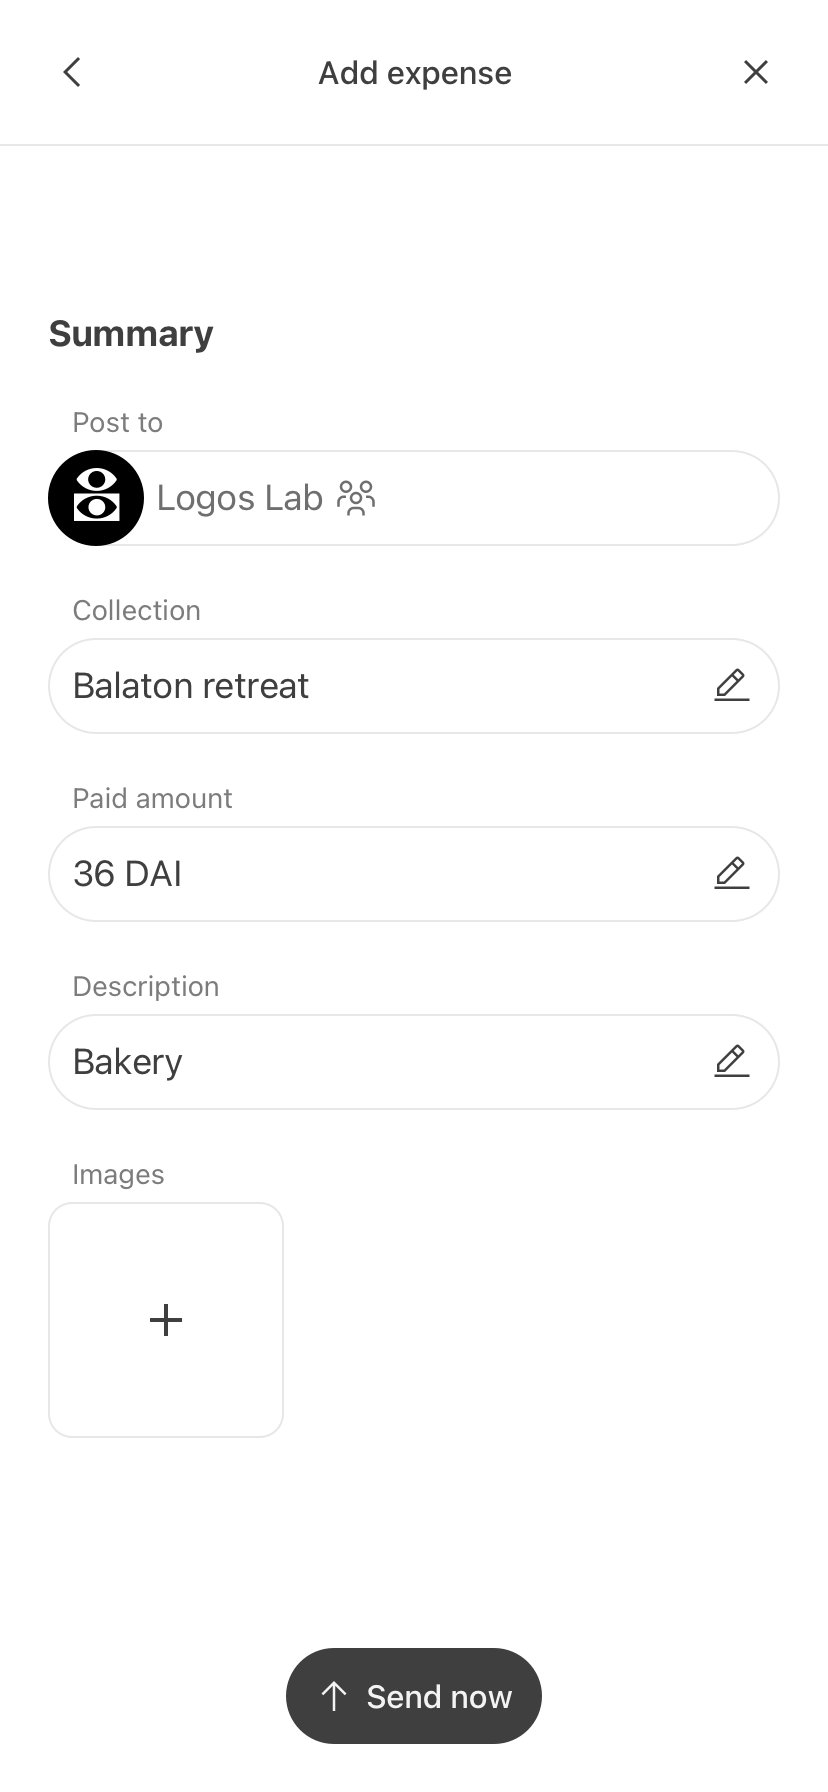 Add expense
Summary
Post to
Logos Lab
Collection
Balaton retreat
Paid amount
36 DAI
Description
Bakery
Images
Send now